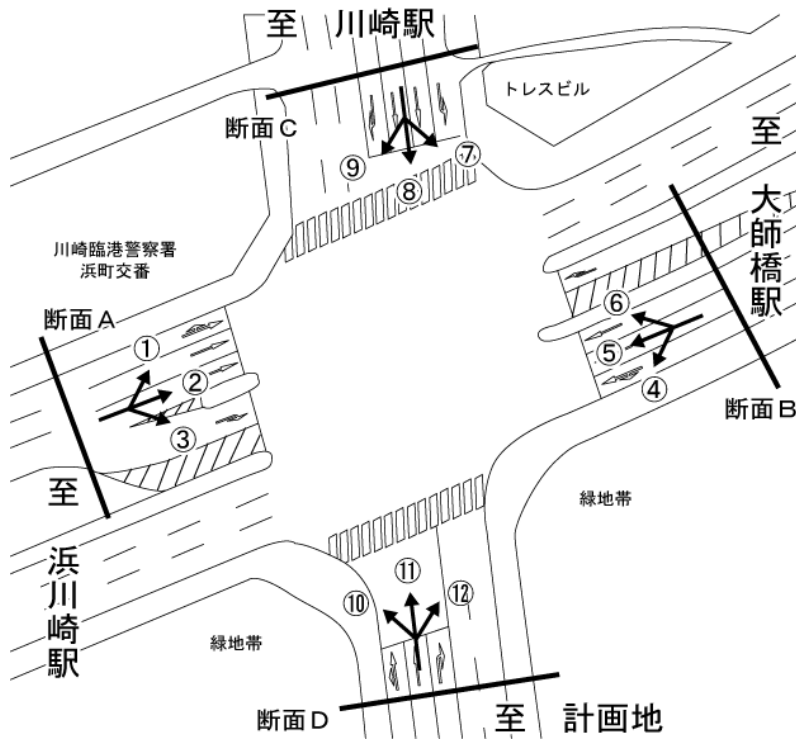 至 川崎駅
トレスビル
断面C
⑨
⑧
⑦
至
大師橋駅
川崎臨港警察署
浜町交番
断面A
①
②
③
⑥
⑤
④
断面B
至
浜川崎駅
緑地帯
緑地帯
⑩
⑪
⑫
断面D
至 計画地